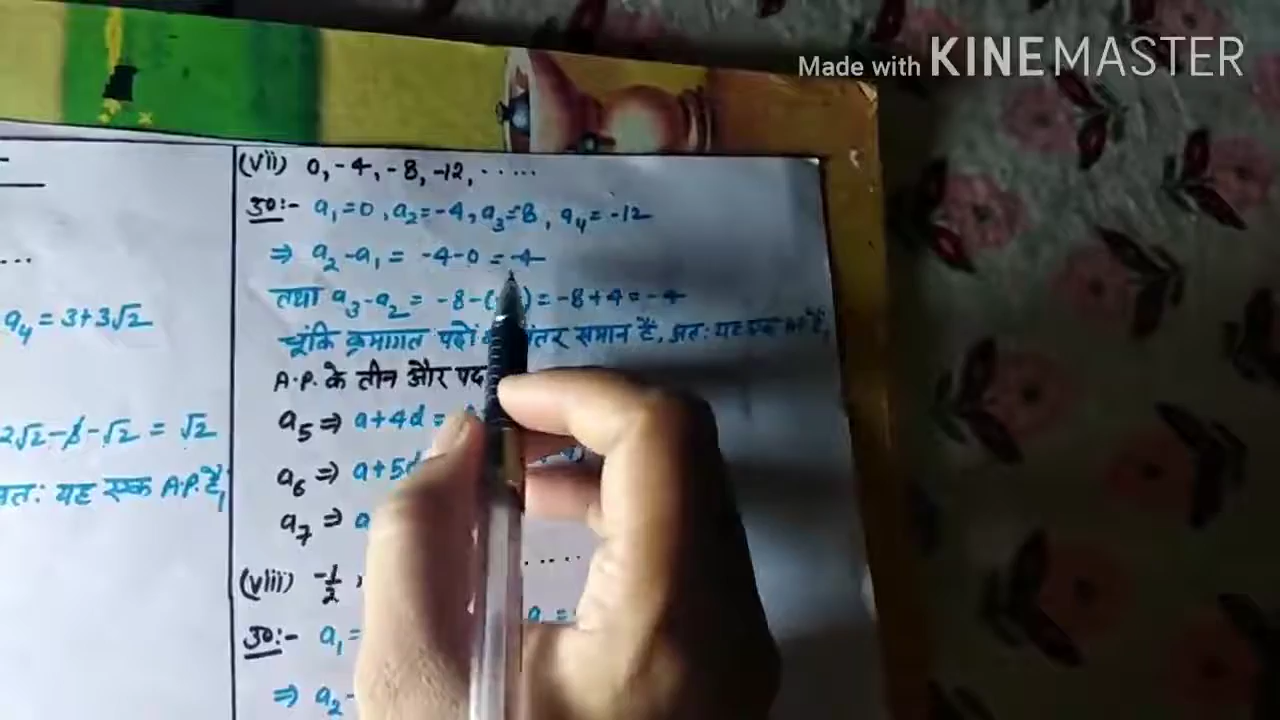 Made with KINEMASTER
a₄ = 3+3√2
2√2-1-√2 = √2
अतः यह एक A.P. है,
(vii) 0, -4, -8, -12, ......
उ०:- a₁=0, a₂=-4, a₃=8, a₄=-12
⇒ a₂-a₁ = -4-0 = -4
तथा a₃-a₂ = -8-( ) = -8+4 = -4
चूंकि क्रमागत पदो अंतर समान है, अतः यह एक A.P. है,
A.P. के तीन और पद
a₅ ⇒ a+4d =
a₆ ⇒ a+5d
a₇ ⇒ a
(viii) -1/2, .....
उ०:- a₁=
⇒ a₂-